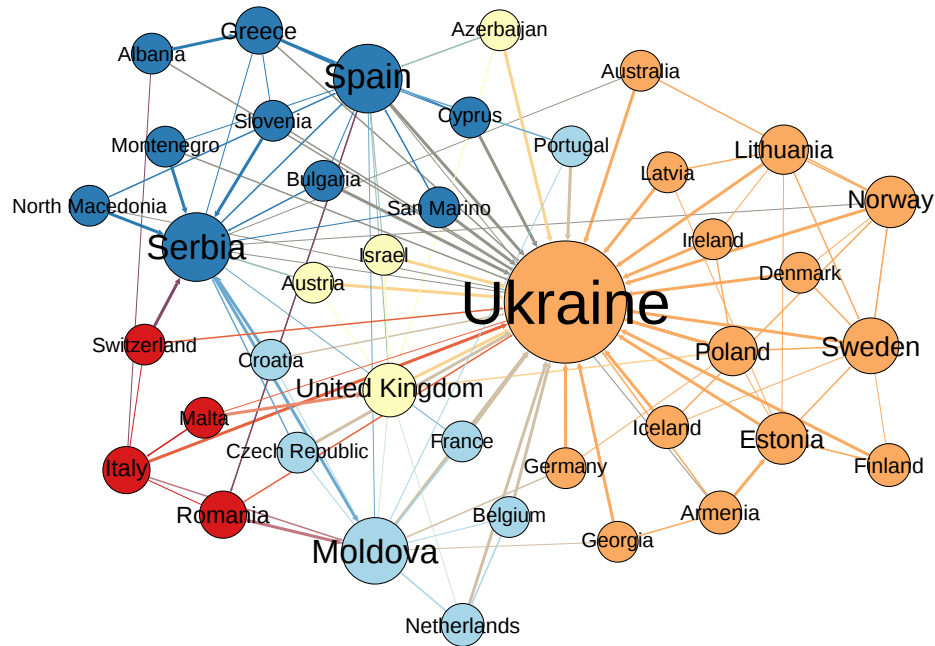 Azerbaijan
Greece
Albania
Spain
Australia
Cyprus
Slovenia
Montenegro
Portugal
Lithuania
Latvia
Bulgaria
North Macedonia
San Marino
Norway
Ireland
Serbia
Israel
Austria
Denmark
Ukraine
Switzerland
Croatia
Poland
Sweden
United Kingdom
Malta
Czech Republic
France
Iceland
Estonia
Italy
Germany
Finland
Romania
Belgium
Armenia
Moldova
Georgia
Netherlands